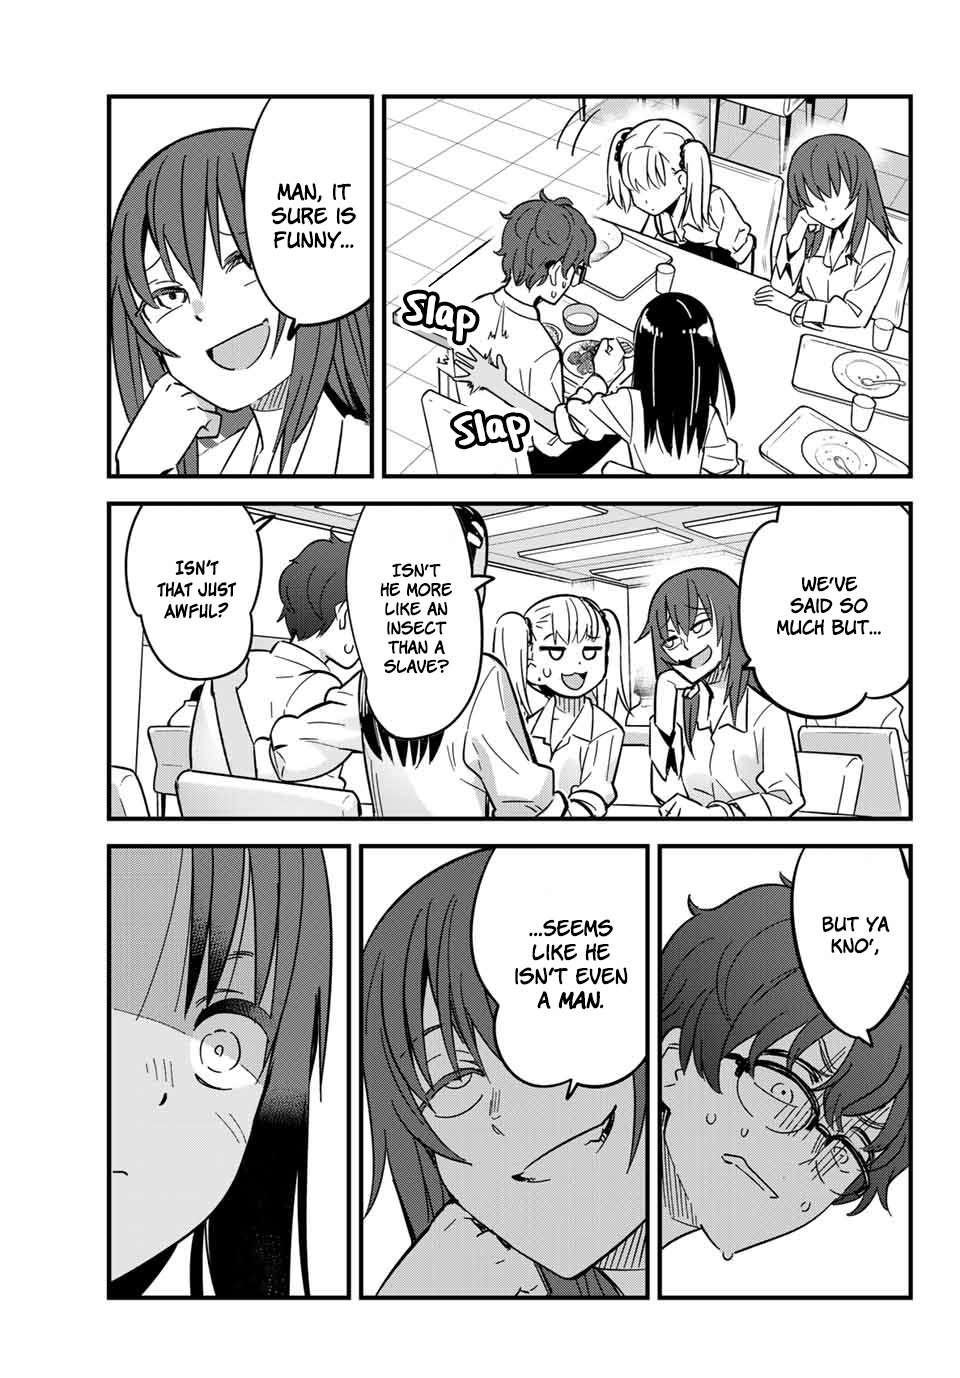 Slap
Slap
MAN, IT
SURE IS
FUNNY...
WE'VE
SAID SO
MUCH BUT...
ISN'T
HE MORE
LIKE AN
INSECT
THAN A
SLAVE?
ISN'T
THAT JUST
AWFUL?
BUT YA
KNO',
...SEEMS
LIKE HE
ISN'T EVEN
A MAN.